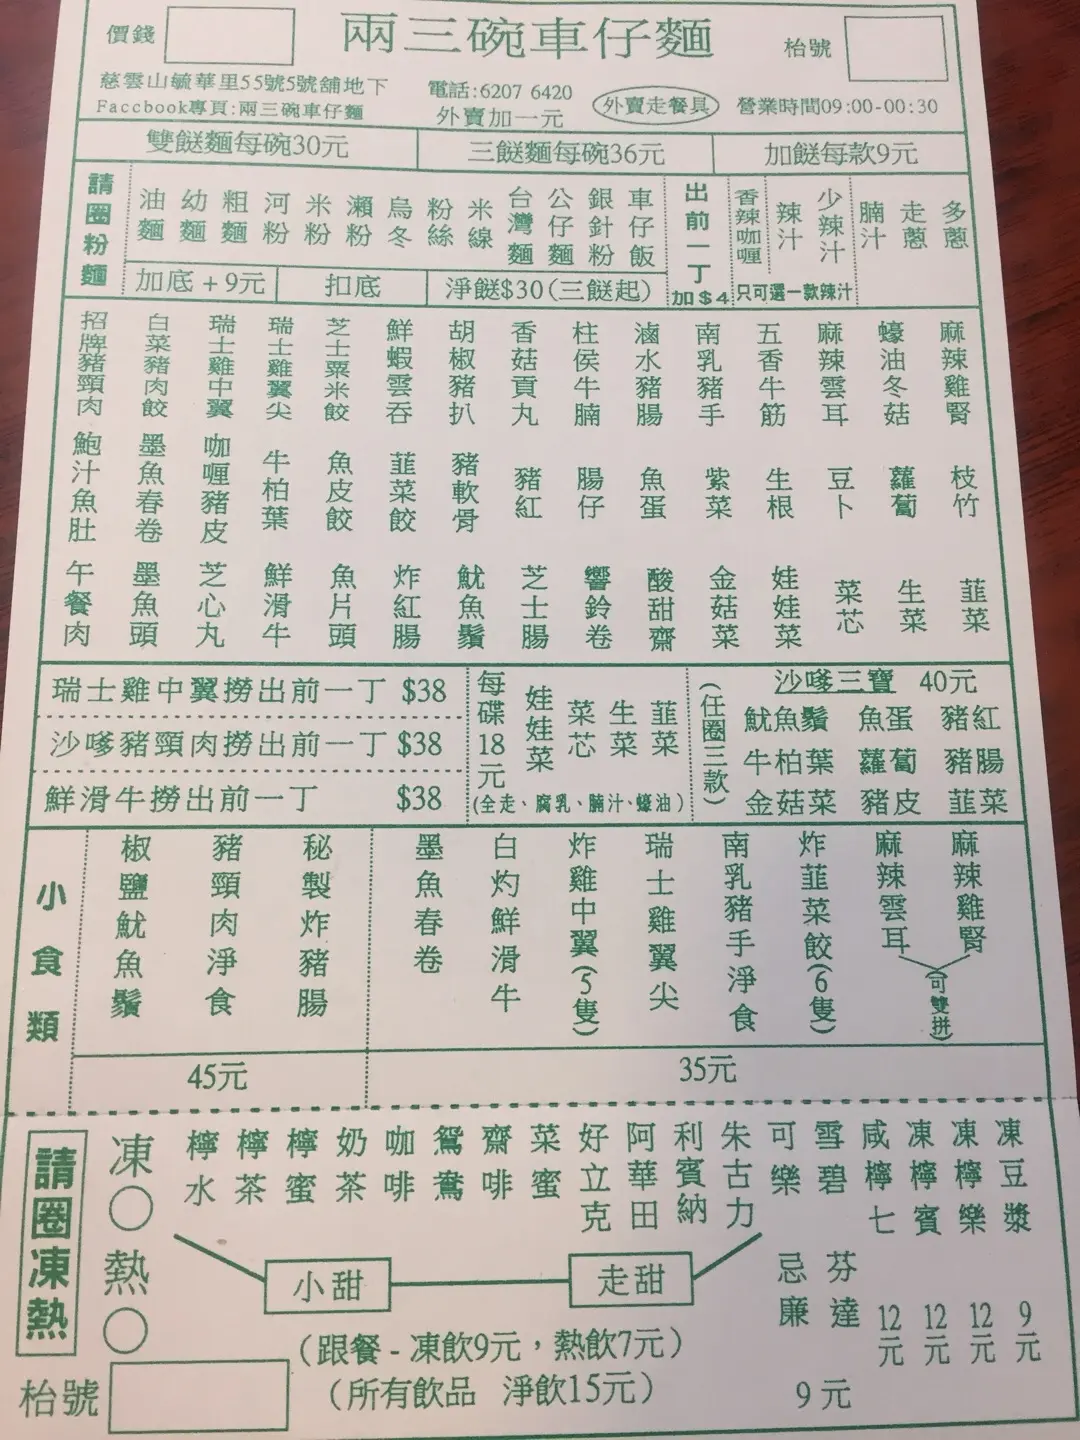 價錢
兩三碗車仔麵
枱號
慈雲山毓華里55號5號舖地下
電話:6207 6420
Faccbook專頁:兩三碗車仔麵
外賣加一元
外賣走餐具
營業時間09:00-00:30
雙餸麵每碗30元
三餸麵每碗36元
加餸每款9元
請圈粉麵
油麵
幼麵
粗麵
河粉
米粉
瀨粉
烏冬
粉絲
米線
台灣麵
公仔麵
銀針粉
車仔飯
出前一丁
加$4
香辣咖喱
辣汁
少辣汁
只可選一款辣汁
腩汁
走蔥
多蔥
加底+9元
扣底
淨餸$30(三餸起)
招牌豬頸肉
白菜豬肉餃
瑞士雞中翼
瑞士雞翼尖
芝士粟米餃
鮮蝦雲吞
胡椒豬扒
香菇貢丸
柱侯牛腩
滷水豬腸
南乳豬手
五香牛筋
麻辣雲耳
蠔油冬菇
麻辣雞腎
鮑汁魚肚
墨魚春卷
咖喱豬皮
牛柏葉
魚皮餃
韮菜餃
豬軟骨
豬紅
腸仔
魚蛋
紫菜
生根
豆卜
蘿蔔
枝竹
午餐肉
墨魚頭
芝心丸
鮮滑牛
魚片頭
炸紅腸
魷魚鬚
芝士腸
響鈴卷
酸甜齋
金菇菜
娃娃菜
菜芯
生菜
韮菜
瑞士雞中翼撈出前一丁 $38
沙嗲豬頸肉撈出前一丁 $38
鮮滑牛撈出前一丁 $38
每碟18元
娃娃菜
菜芯
生菜
韮菜
(全走、腐乳、腩汁、蠔油)
(任圈三款)
沙嗲三寶 40元
魷魚鬚 魚蛋 豬紅
牛柏葉 蘿蔔 豬腸
金菇菜 豬皮 韮菜
小食類
椒鹽魷魚鬚
豬頸肉淨食
秘製炸豬腸
45元
墨魚春卷
白灼鮮滑牛
炸雞中翼(5隻)
瑞士雞翼尖
南乳豬手淨食
炸韮菜餃(6隻)
麻辣雲耳
麻辣雞腎
(可雙拼)
35元
請圈凍熱
凍
熱
檸水
檸茶
檸蜜
奶茶
咖啡
鴛鴦
齋啡
菜蜜
好立克
阿華田
利賓納
朱古力
可樂
雪碧
忌廉
芬達
9元
咸檸七
12元
凍檸賓
12元
凍檸樂
12元
凍豆漿
9元
小甜
走甜
(跟餐-凍飲9元，熱飲7元)
(所有飲品 淨飲15元)
枱號